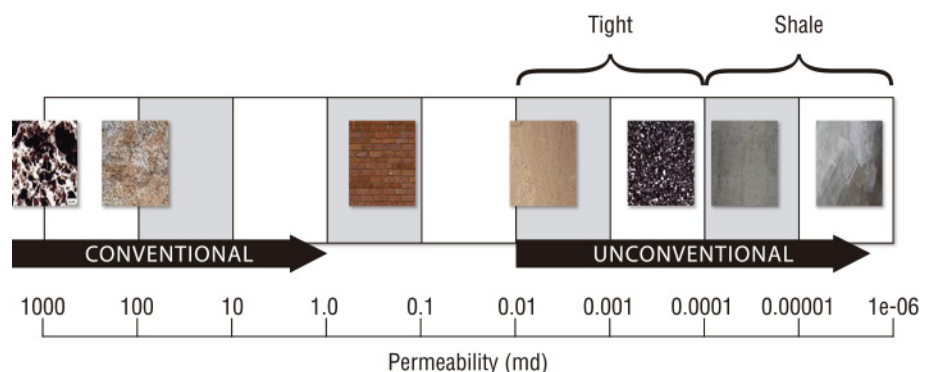 Tight Shale
CONVENTIONAL UNCONVENTIONAL
1000 100 10 1.0 0.1 0.01 0.001 0.0001 0.00001 1e-06
Permeability (md)